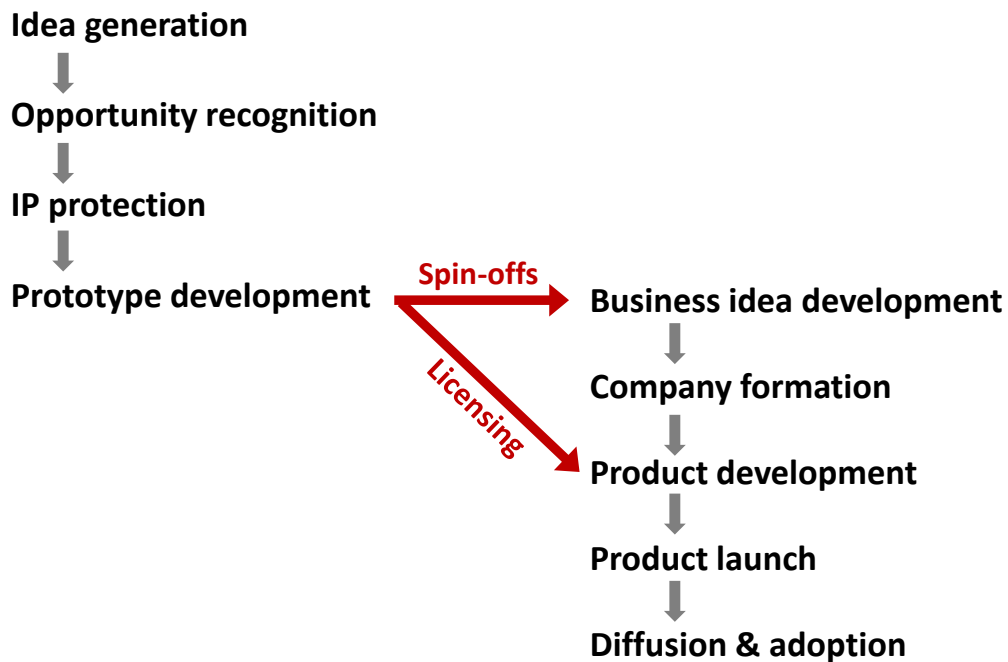 Idea generation
Opportunity recognition
IP protection
Prototype development
Spin-offs
Licensing
Business idea development
Company formation
Product development
Product launch
Diffusion & adoption